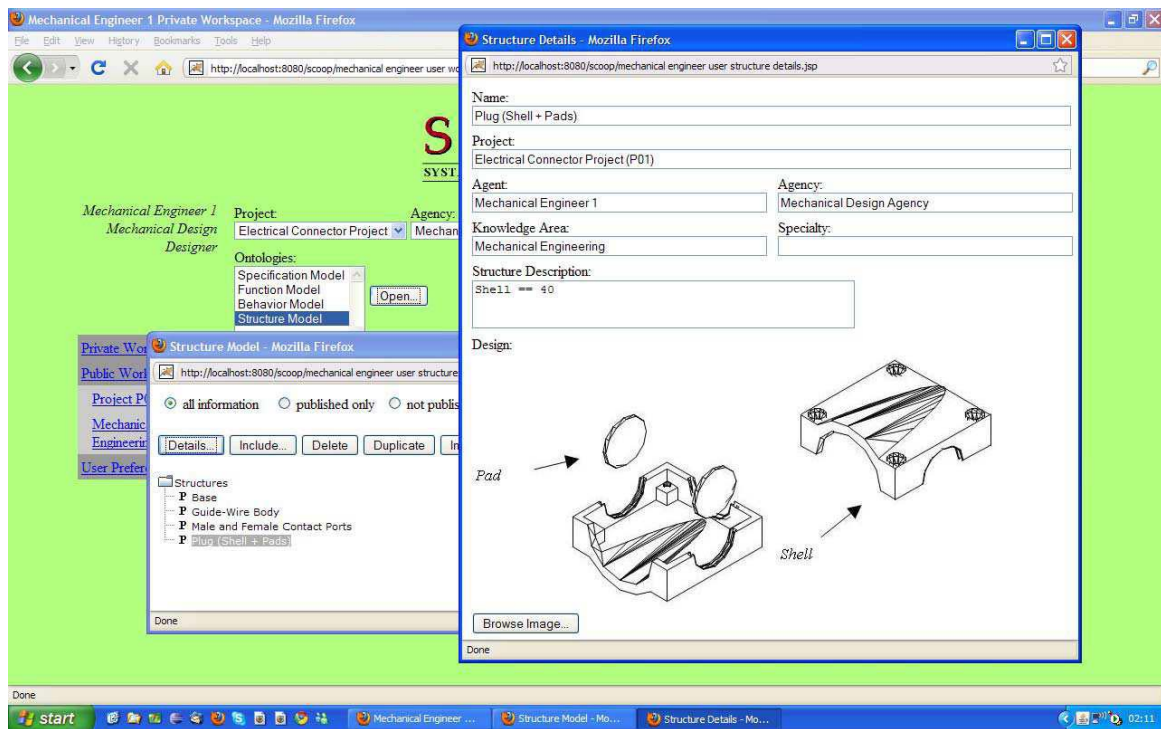 Mechanical Engineer 1 Private Workspace - Mozilla Firefox
File Edit View History Bookmarks Tools Help
http://localhost:8080/scoop/mechanical engineer user wo
S
SYST
Mechanical Engineer 1
Mechanical Design
Designer
Project:
Agency:
Electrical Connector Project
Mechan
Ontologies:
Specification Model
Function Model
Behavior Model
Structure Model
Open...
Private Wor
Public Work
Project P0
Mechanic
Engineerin
User Prefer
Structure Model - Mozilla Firefox
http://localhost:8080/scoop/mechanical engineer user structure
all information published only not publis
Details... Include... Delete Duplicate In
Structures
P Base
P Guide-Wire Body
P Male and Female Contact Ports
P Plug (Shell + Pads)
Done
Structure Details - Mozilla Firefox
http://localhost:8080/scoop/mechanical engineer user structure details.jsp
Name:
Plug (Shell + Pads)
Project:
Electrical Connector Project (P01)
Agent: Agency:
Mechanical Engineer 1 Mechanical Design Agency
Knowledge Area: Specialty:
Mechanical Engineering
Structure Description:
Shell == 40
Design:
Pad
Shell
Browse Image...
Done
Done
start Mechanical Engineer ... Structure Model - Mo... Structure Details - Mo... 02:11